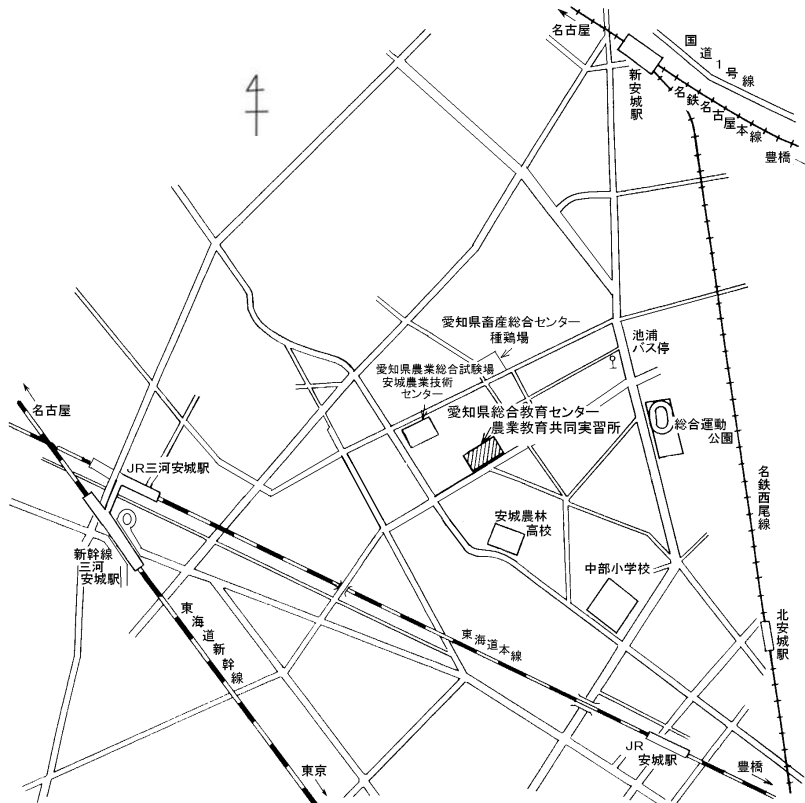 名古屋
国道1号線
新安城駅
名鉄名古屋本線
豊橋
愛知県畜産総合センター
種鶏場
池浦
バス停
愛知県農業総合試験場
安城農業技術
センター
愛知県総合教育センター
農業教育共同実習所
総合運動
公園
名古屋
JR三河安城駅
名鉄西尾線
安城農林
高校
新幹線
三河
安城駅
中部小学校
東海道新幹線
東海道本線
北安城駅
JR
安城駅
東京
豊橋